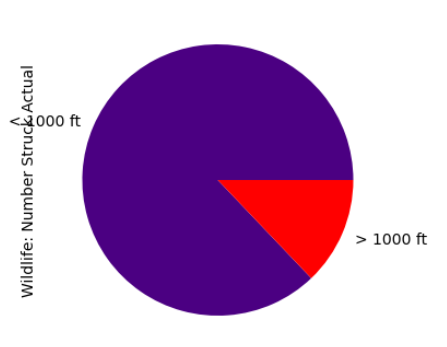 Wildlife: Number Struck Actual
< 1000 ft
> 1000 ft